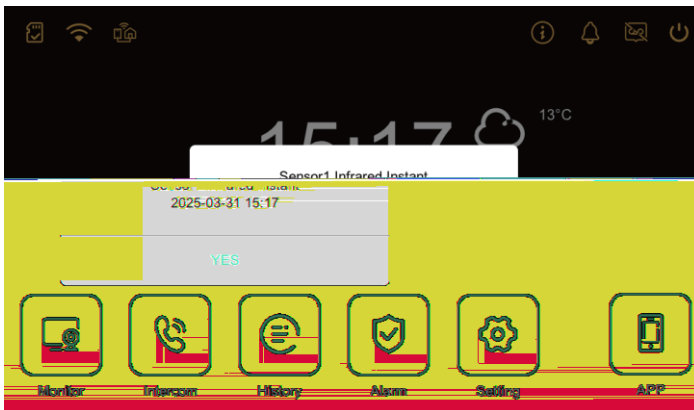 13°C
15:17
Sensor1 Infrared Instant
2025-03-31 15:17
YES
Monitor
Intercom
History
Alarm
Setting
APP